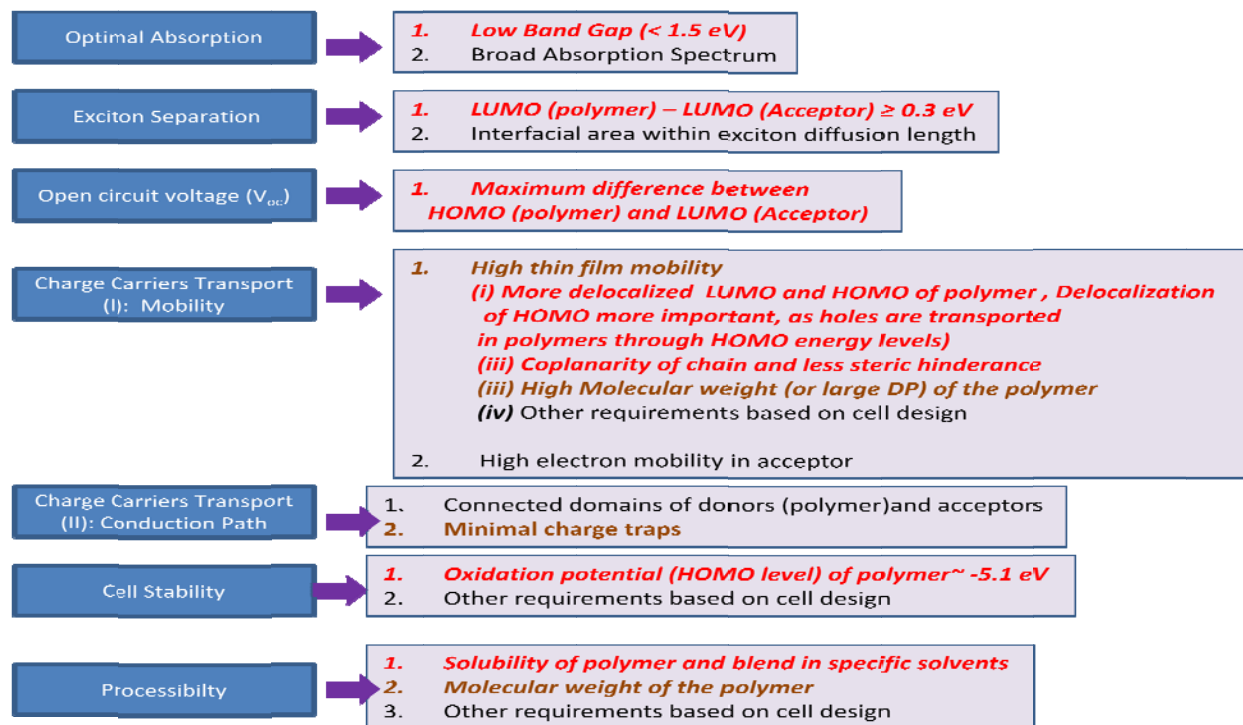 Optimal Absorption
1. Low Band Gap (< 1.5 eV)
2. Broad Absorption Spectrum
Exciton Separation
1. LUMO (polymer) – LUMO (Acceptor) ≥ 0.3 eV
2. Interfacial area within exciton diffusion length
Open circuit voltage (Voc)
1. Maximum difference between
HOMO (polymer) and LUMO (Acceptor)
Charge Carriers Transport
(I): Mobility
1. High thin film mobility
(i) More delocalized LUMO and HOMO of polymer , Delocalization
of HOMO more important, as holes are transported
in polymers through HOMO energy levels)
(iii) Coplanarity of chain and less steric hinderance
(iii) High Molecular weight (or large DP) of the polymer
(iv) Other requirements based on cell design
2. High electron mobility in acceptor
Charge Carriers Transport
(II): Conduction Path
1. Connected domains of donors (polymer)and acceptors
2. Minimal charge traps
Cell Stability
1. Oxidation potential (HOMO level) of polymer~ -5.1 eV
2. Other requirements based on cell design
Processibilty
1. Solubility of polymer and blend in specific solvents
2. Molecular weight of the polymer
3. Other requirements based on cell design